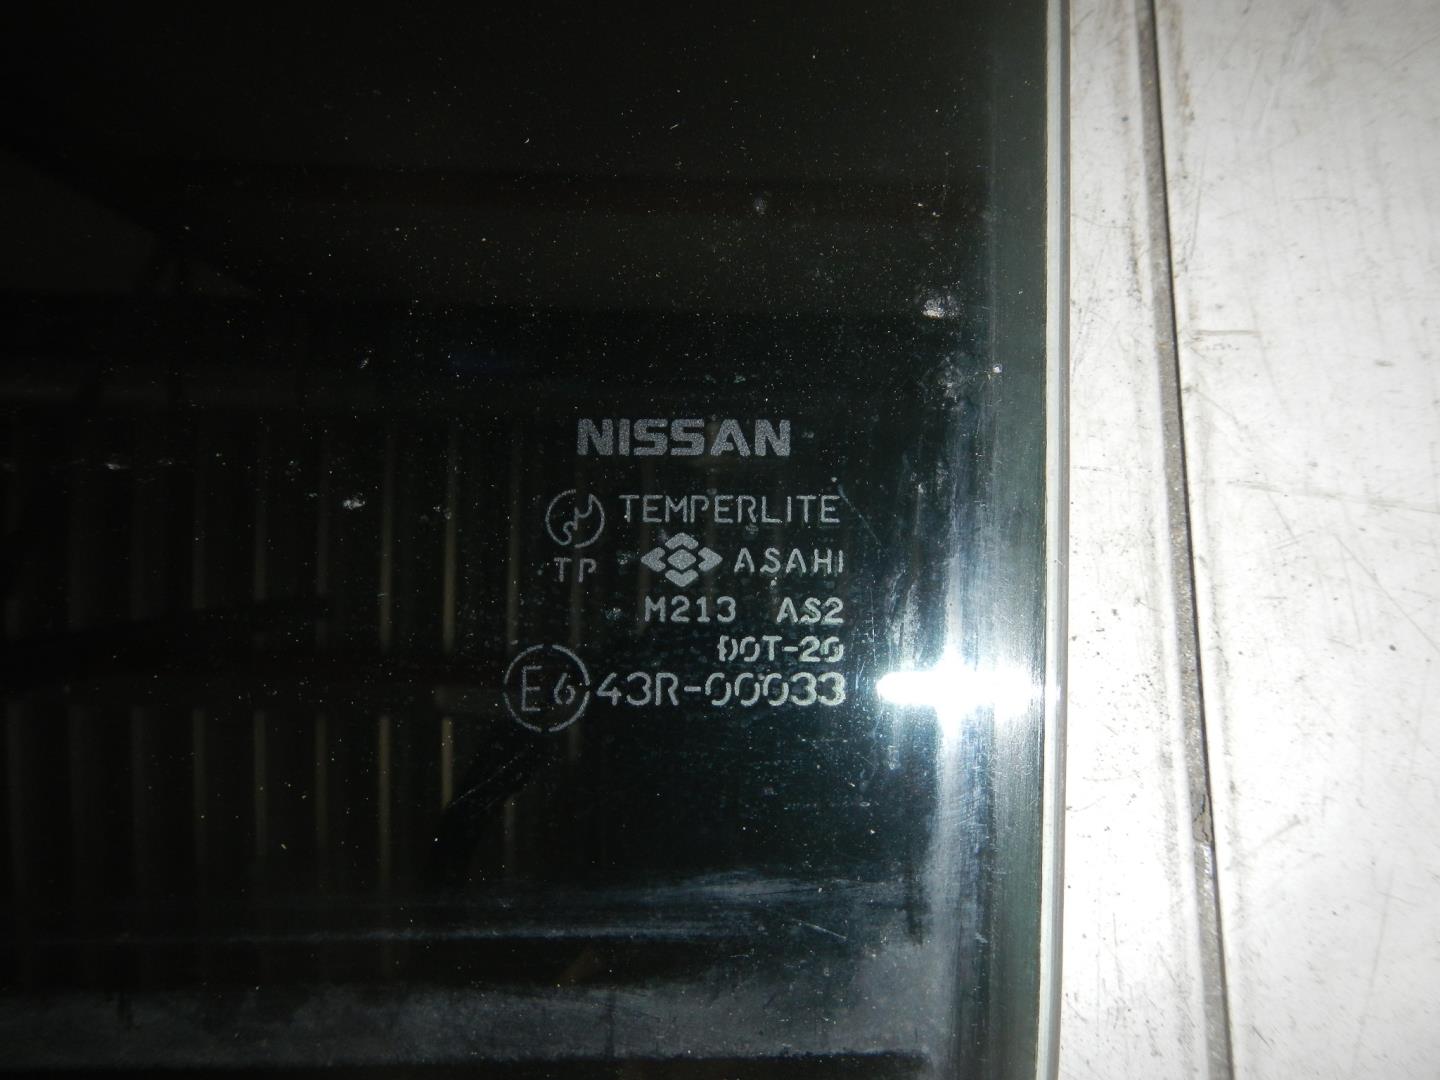 NISSAN
TEMPERLITE
TP ASAHI
M213 AS2
DOT-20
E6 43R-00033